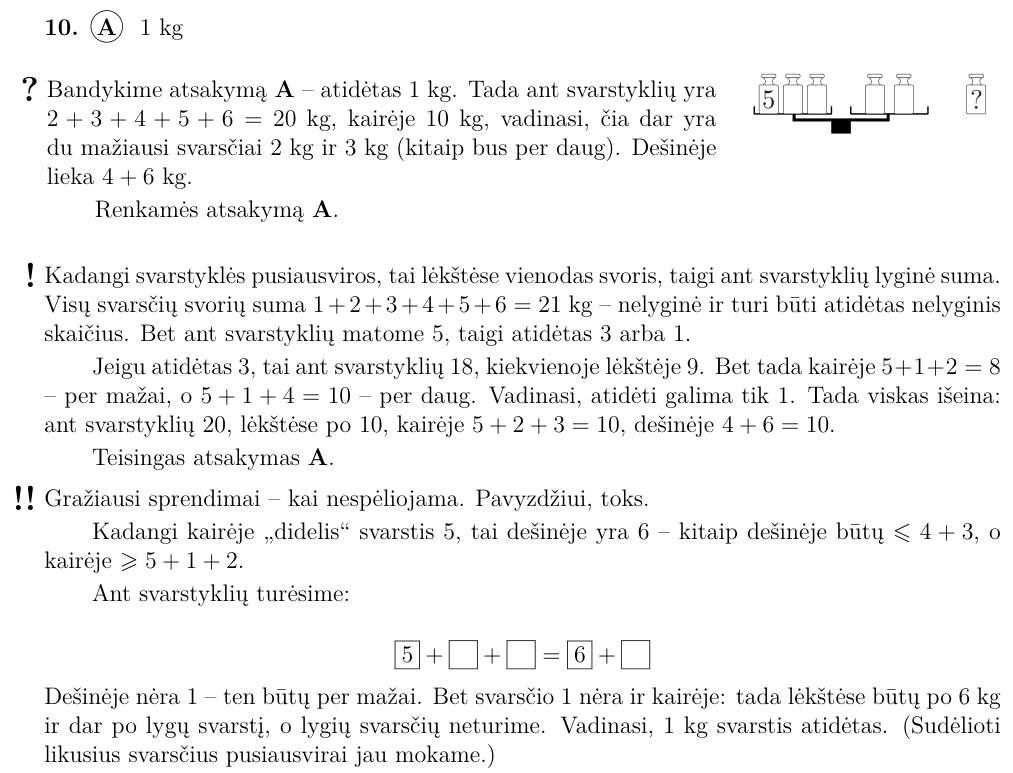 10. A 1 kg
? Bandykime atsakymą A – atidėtas 1 kg. Tada ant svarstyklių yra
2 + 3 + 4 + 5 + 6 = 20 kg, kairėje 10 kg, vadinasi, čia dar yra
du mažiausi svarsčiai 2 kg ir 3 kg (kitaip bus per daug). Dešinėje
lieka 4 + 6 kg.
Renkamės atsakymą A.
5 ?
! Kadangi svarstyklės pusiausviros, tai lėkštėse vienodas svoris, taigi ant svarstyklių lyginė suma.
Visų svarsčių svorių suma 1 + 2 + 3 + 4 + 5 + 6 = 21 kg – nelyginė ir turi būti atidėtas nelyginis
skaičius. Bet ant svarstyklių matome 5, taigi atidėtas 3 arba 1.
Jeigu atidėtas 3, tai ant svarstyklių 18, kiekvienoje lėkštėje 9. Bet tada kairėje 5+1+2 = 8
– per mažai, o 5 + 1 + 4 = 10 – per daug. Vadinasi, atidėti galima tik 1. Tada viskas išeina:
ant svarstyklių 20, lėkštėse po 10, kairėje 5 + 2 + 3 = 10, dešinėje 4 + 6 = 10.
Teisingas atsakymas A.
!! Gražiausi sprendimai – kai nespėliojama. Pavyzdžiui, toks.
Kadangi kairėje „didelis“ svarstis 5, tai dešinėje yra 6 – kitaip dešinėje būtų ⩽ 4 + 3, o
kairėje ⩾ 5 + 1 + 2.
Ant svarstyklių turėsime:
5 + □ + □ = 6 + □
Dešinėje nėra 1 – ten būtų per mažai. Bet svarsčio 1 nėra ir kairėje: tada lėkštėse būtų po 6 kg
ir dar po lygų svarstį, o lygių svarsčių neturime. Vadinasi, 1 kg svarstis atidėtas. (Sudėlioti
likusius svarsčius pusiausvirai jau mokame.)